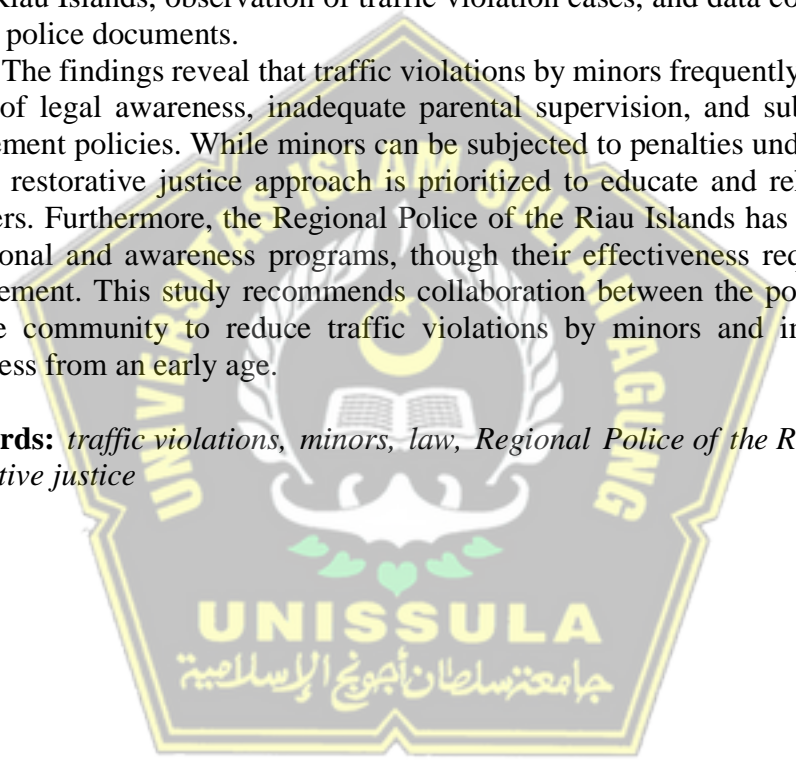 Riau Islands, observation of traffic violation cases, and data co
police documents.
The findings reveal that traffic violations by minors frequently
of legal awareness, inadequate parental supervision, and sub
ement policies. While minors can be subjected to penalties und
restorative justice approach is prioritized to educate and re
ers. Furthermore, the Regional Police of the Riau Islands has
onal and awareness programs, though their effectiveness req
ement. This study recommends collaboration between the po
e community to reduce traffic violations by minors and in
ess from an early age.
rds: traffic violations, minors, law, Regional Police of the R
tive justice
UNIVERSITAS ISLAM SULTAN AGUNG
UNISSULA
جامعتسلطان أجونج الإسلامية